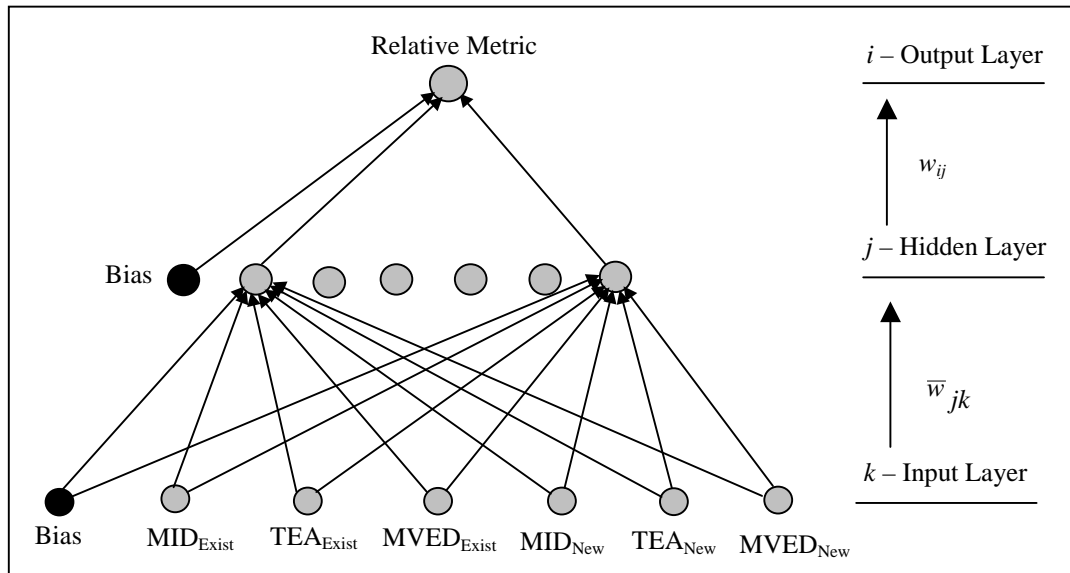 Relative Metric
i – Output Layer
w_ij
Bias
j – Hidden Layer
w̅_jk
k – Input Layer
Bias
MID_Exist
TEA_Exist
MVED_Exist
MID_New
TEA_New
MVED_New